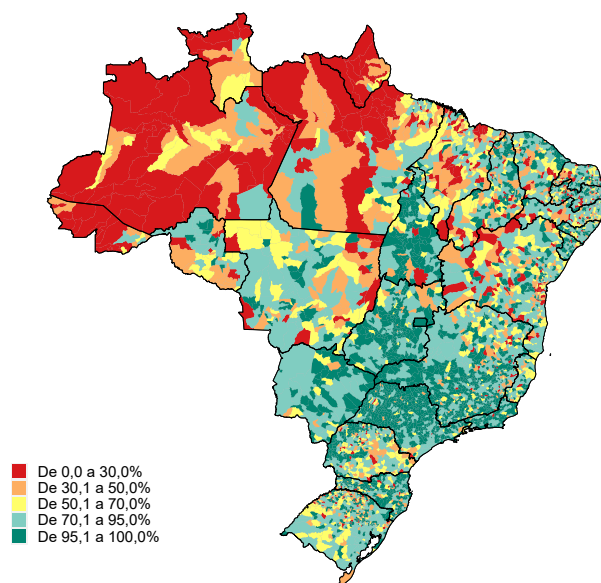 De 0,0 a 30,0%
De 30,1 a 50,0%
De 50,1 a 70,0%
De 70,1 a 95,0%
De 95,1 a 100,0%